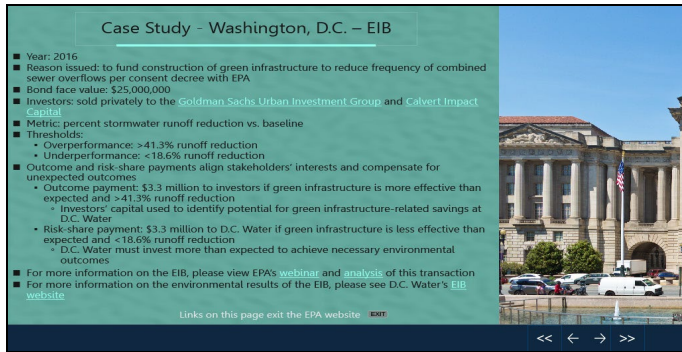 Case Study - Washington, D.C. – EIB
■ Year: 2016
■ Reason issued: to fund construction of green infrastructure to reduce frequency of combined
sewer overflows per consent decree with EPA
■ Bond face value: $25,000,000
■ Investors: sold privately to the Goldman Sachs Urban Investment Group and Calvert Impact
Capital
■ Metric: percent stormwater runoff reduction vs. baseline
■ Thresholds:
• Overperformance: >41.3% runoff reduction
• Underperformance: <18.6% runoff reduction
■ Outcome and risk-share payments align stakeholders' interests and compensate for
unexpected outcomes
• Outcome payment: $3.3 million to investors if green infrastructure is more effective than
expected and >41.3% runoff reduction
◦ Investors' capital used to identify potential for green infrastructure-related savings at
D.C. Water
• Risk-share payment: $3.3 million to D.C. Water if green infrastructure is less effective than
expected and <18.6% runoff reduction
◦ D.C. Water must invest more than expected to achieve necessary environmental
outcomes
■ For more information on the EIB, please view EPA's webinar and analysis of this transaction
■ For more information on the environmental results of the EIB, please see D.C. Water's EIB
website
Links on this page exit the EPA website EXIT
<< ← → >>